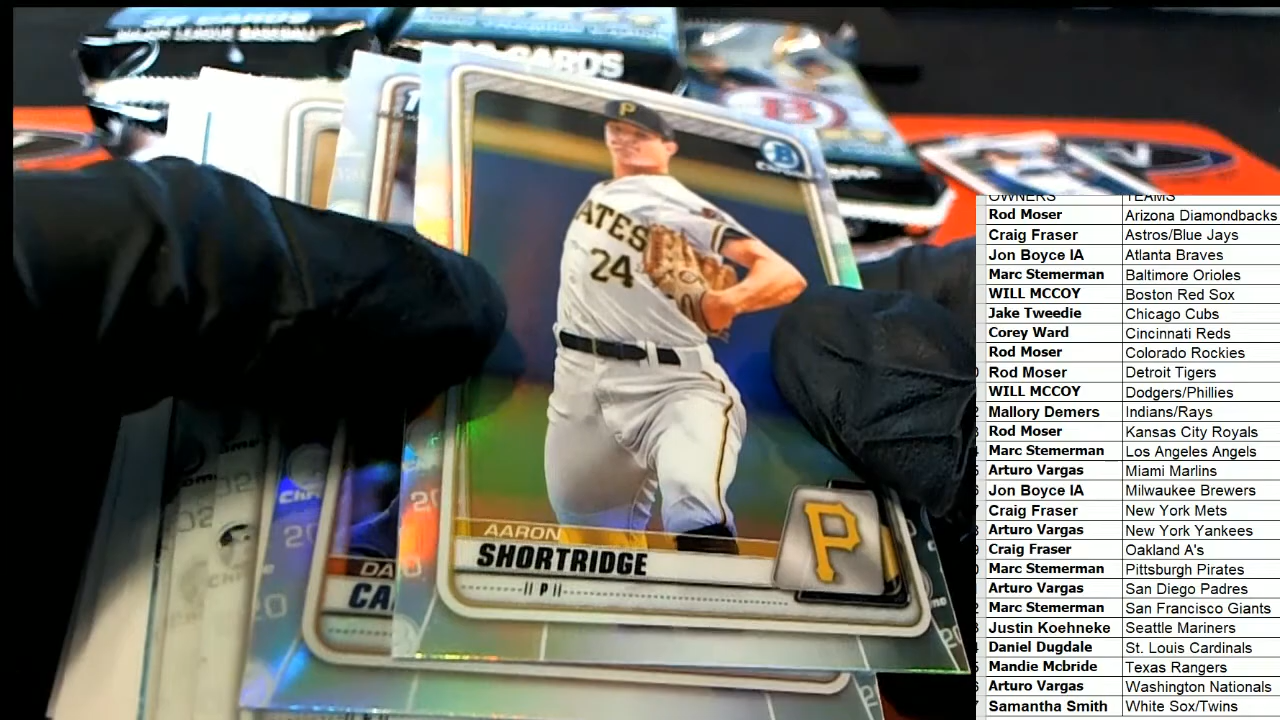 MAJOR LEAGUE BASEBALL
CARDS
B
P
B
ATES
24
AARON
SHORTRIDGE
P
P
DA
CA
OWNERS TEAMS
Rod Moser Arizona Diamondbacks
Craig Fraser Astros/Blue Jays
Jon Boyce IA Atlanta Braves
Marc Stemerman Baltimore Orioles
WILL MCCOY Boston Red Sox
Jake Tweedie Chicago Cubs
Corey Ward Cincinnati Reds
Rod Moser Colorado Rockies
Rod Moser Detroit Tigers
WILL MCCOY Dodgers/Phillies
Mallory Demers Indians/Rays
Rod Moser Kansas City Royals
Marc Stemerman Los Angeles Angels
Arturo Vargas Miami Marlins
Jon Boyce IA Milwaukee Brewers
Craig Fraser New York Mets
Arturo Vargas New York Yankees
Craig Fraser Oakland A's
Marc Stemerman Pittsburgh Pirates
Arturo Vargas San Diego Padres
Marc Stemerman San Francisco Giants
Justin Koehneke Seattle Mariners
Daniel Dugdale St. Louis Cardinals
Mandie Mcbride Texas Rangers
Arturo Vargas Washington Nationals
Samantha Smith White Sox/Twins